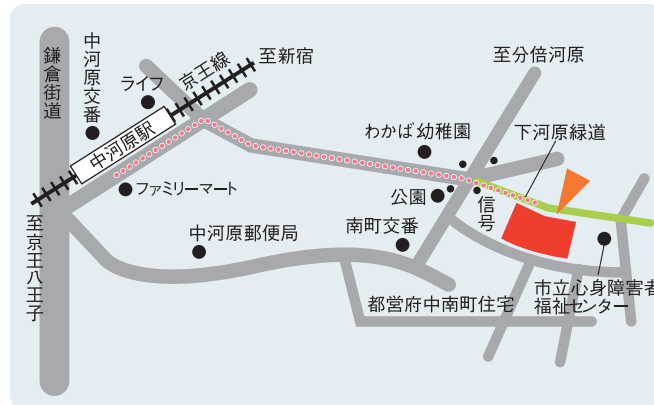 鎌倉街道
中河原交番
ライフ
京王線
至新宿
中河原駅
ファミリーマート
至京王八王子
中河原郵便局
至分倍河原
わかば幼稚園
下河原緑道
公園
信号
南町交番
都営府中南町住宅
市立心身障害者
福祉センター